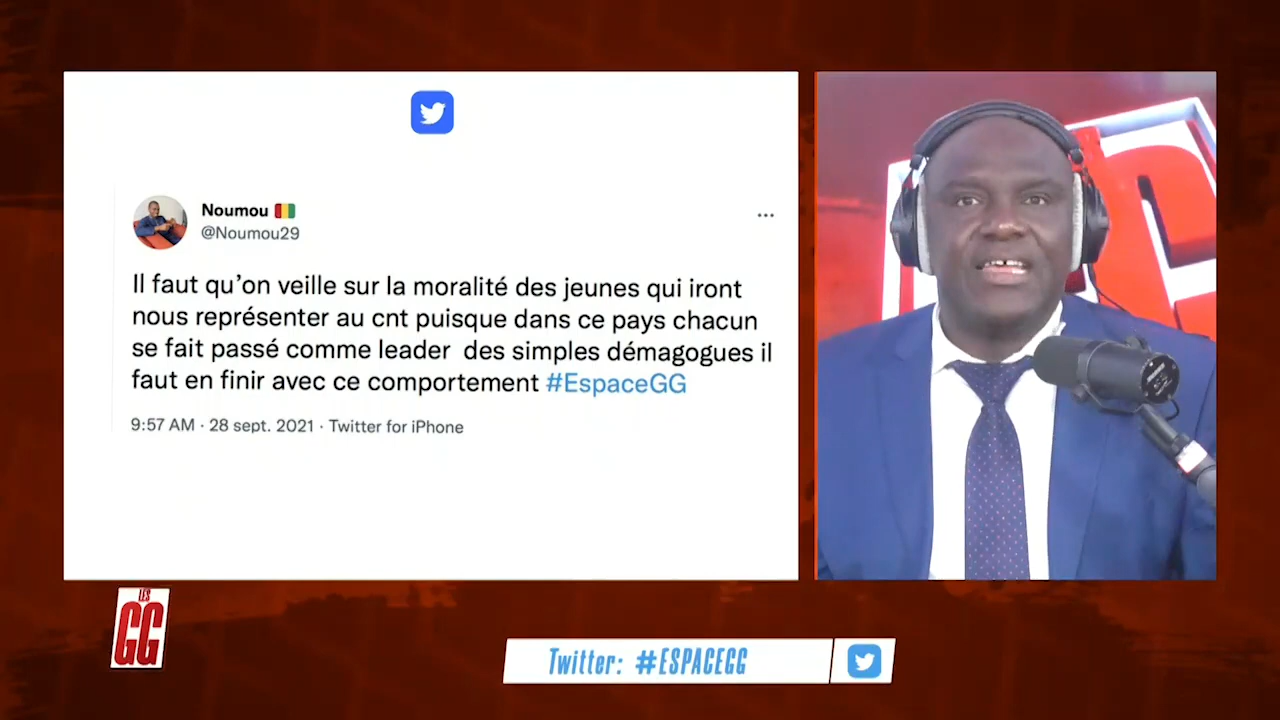 Noumou
@Noumou29
Il faut qu'on veille sur la moralité des jeunes qui iront
nous représenter au cnt puisque dans ce pays chacun
se fait passé comme leader des simples démagogues il
faut en finir avec ce comportement #EspaceGG
9:57 AM · 28 sept. 2021 · Twitter for iPhone
LES
GG
Twitter: #ESPACEGG